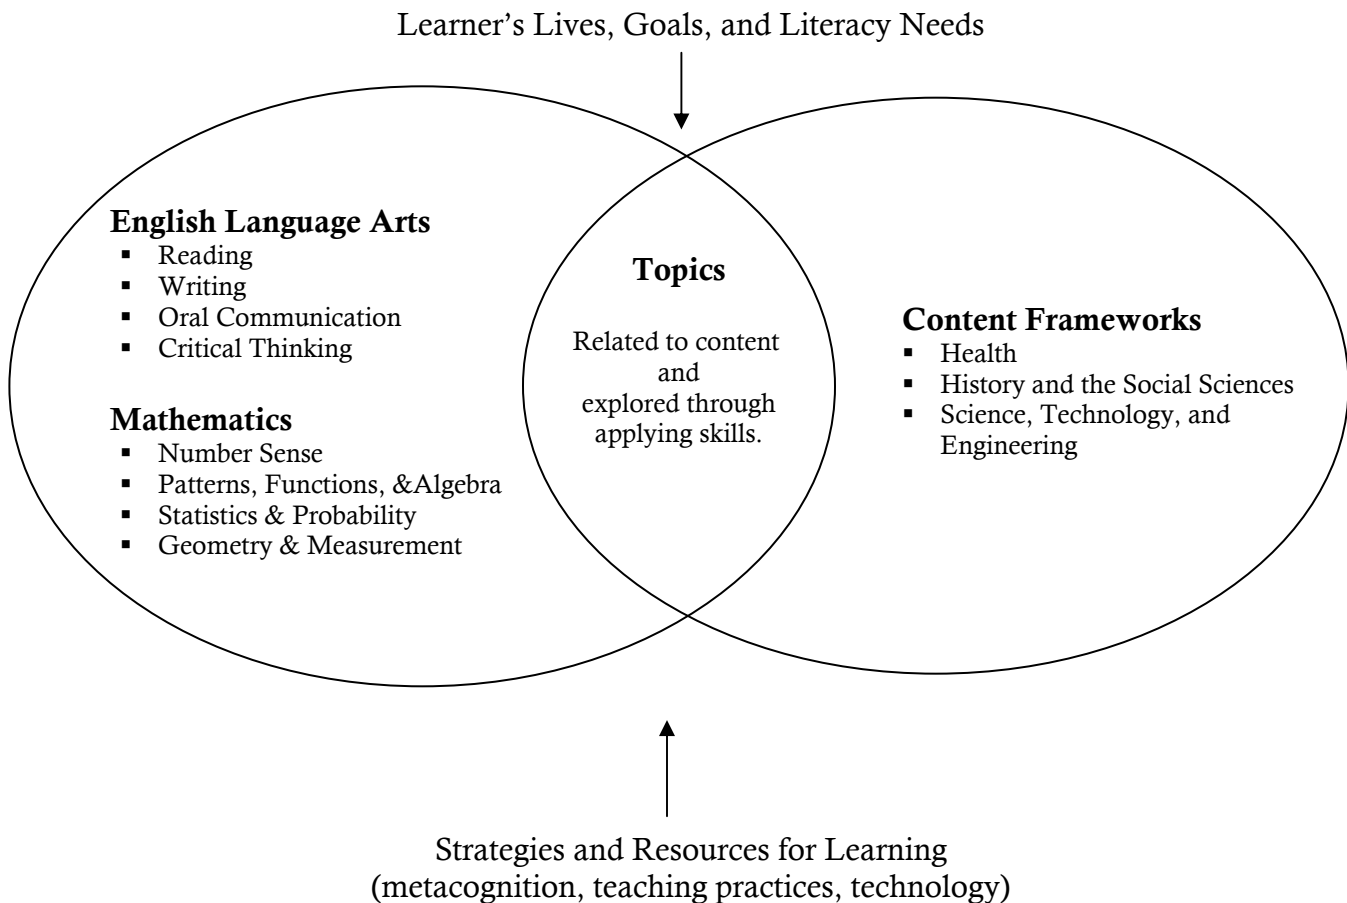 Learner’s Lives, Goals, and Literacy Needs
English Language Arts
▪ Reading
▪ Writing
▪ Oral Communication
▪ Critical Thinking
Mathematics
▪ Number Sense
▪ Patterns, Functions, &Algebra
▪ Statistics & Probability
▪ Geometry & Measurement
Topics
Related to content
and
explored through
applying skills.
Content Frameworks
▪ Health
▪ History and the Social Sciences
▪ Science, Technology, and
Engineering
Strategies and Resources for Learning
(metacognition, teaching practices, technology)